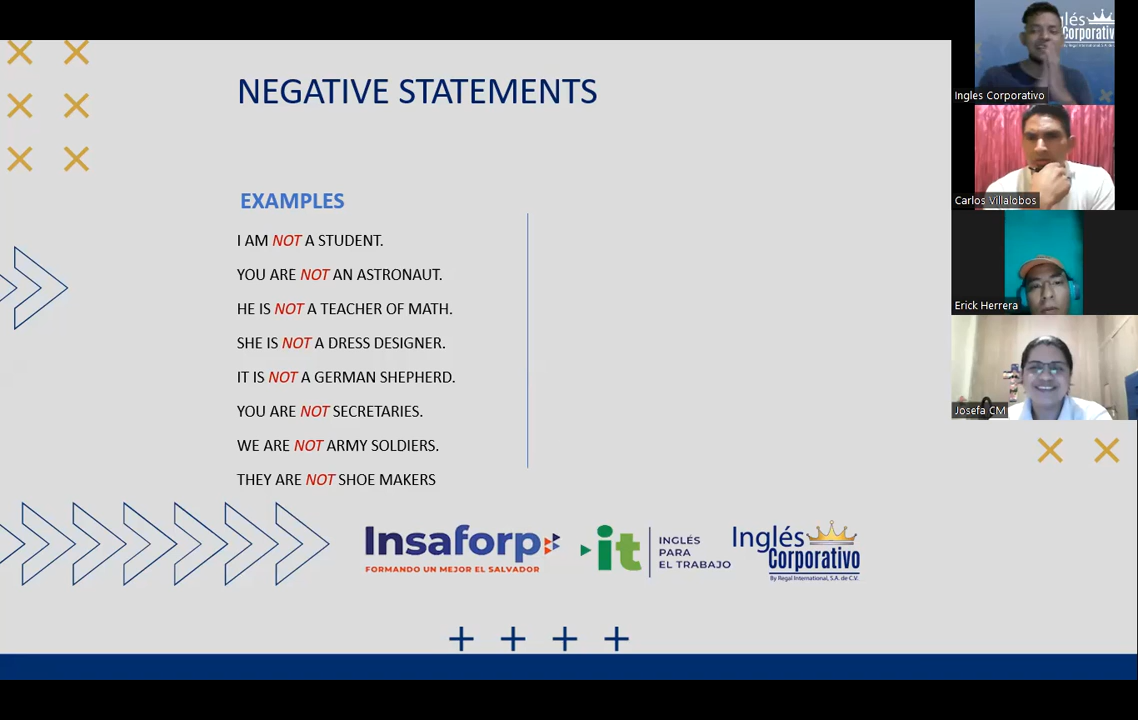 NEGATIVE STATEMENTS
EXAMPLES
I AM NOT A STUDENT.
YOU ARE NOT AN ASTRONAUT.
HE IS NOT A TEACHER OF MATH.
SHE IS NOT A DRESS DESIGNER.
IT IS NOT A GERMAN SHEPHERD.
YOU ARE NOT SECRETARIES.
WE ARE NOT ARMY SOLDIERS.
THEY ARE NOT SHOE MAKERS
Insaforp
FORMANDO UN MEJOR EL SALVADOR
it
INGLÉS
PARA
EL TRABAJO
Inglés
Corporativo
By Regal International, S.A. de C.V.
lés
Corporativo
Ingles Corporativo
Carlos Villalobos
Erick Herrera
Josefa CM